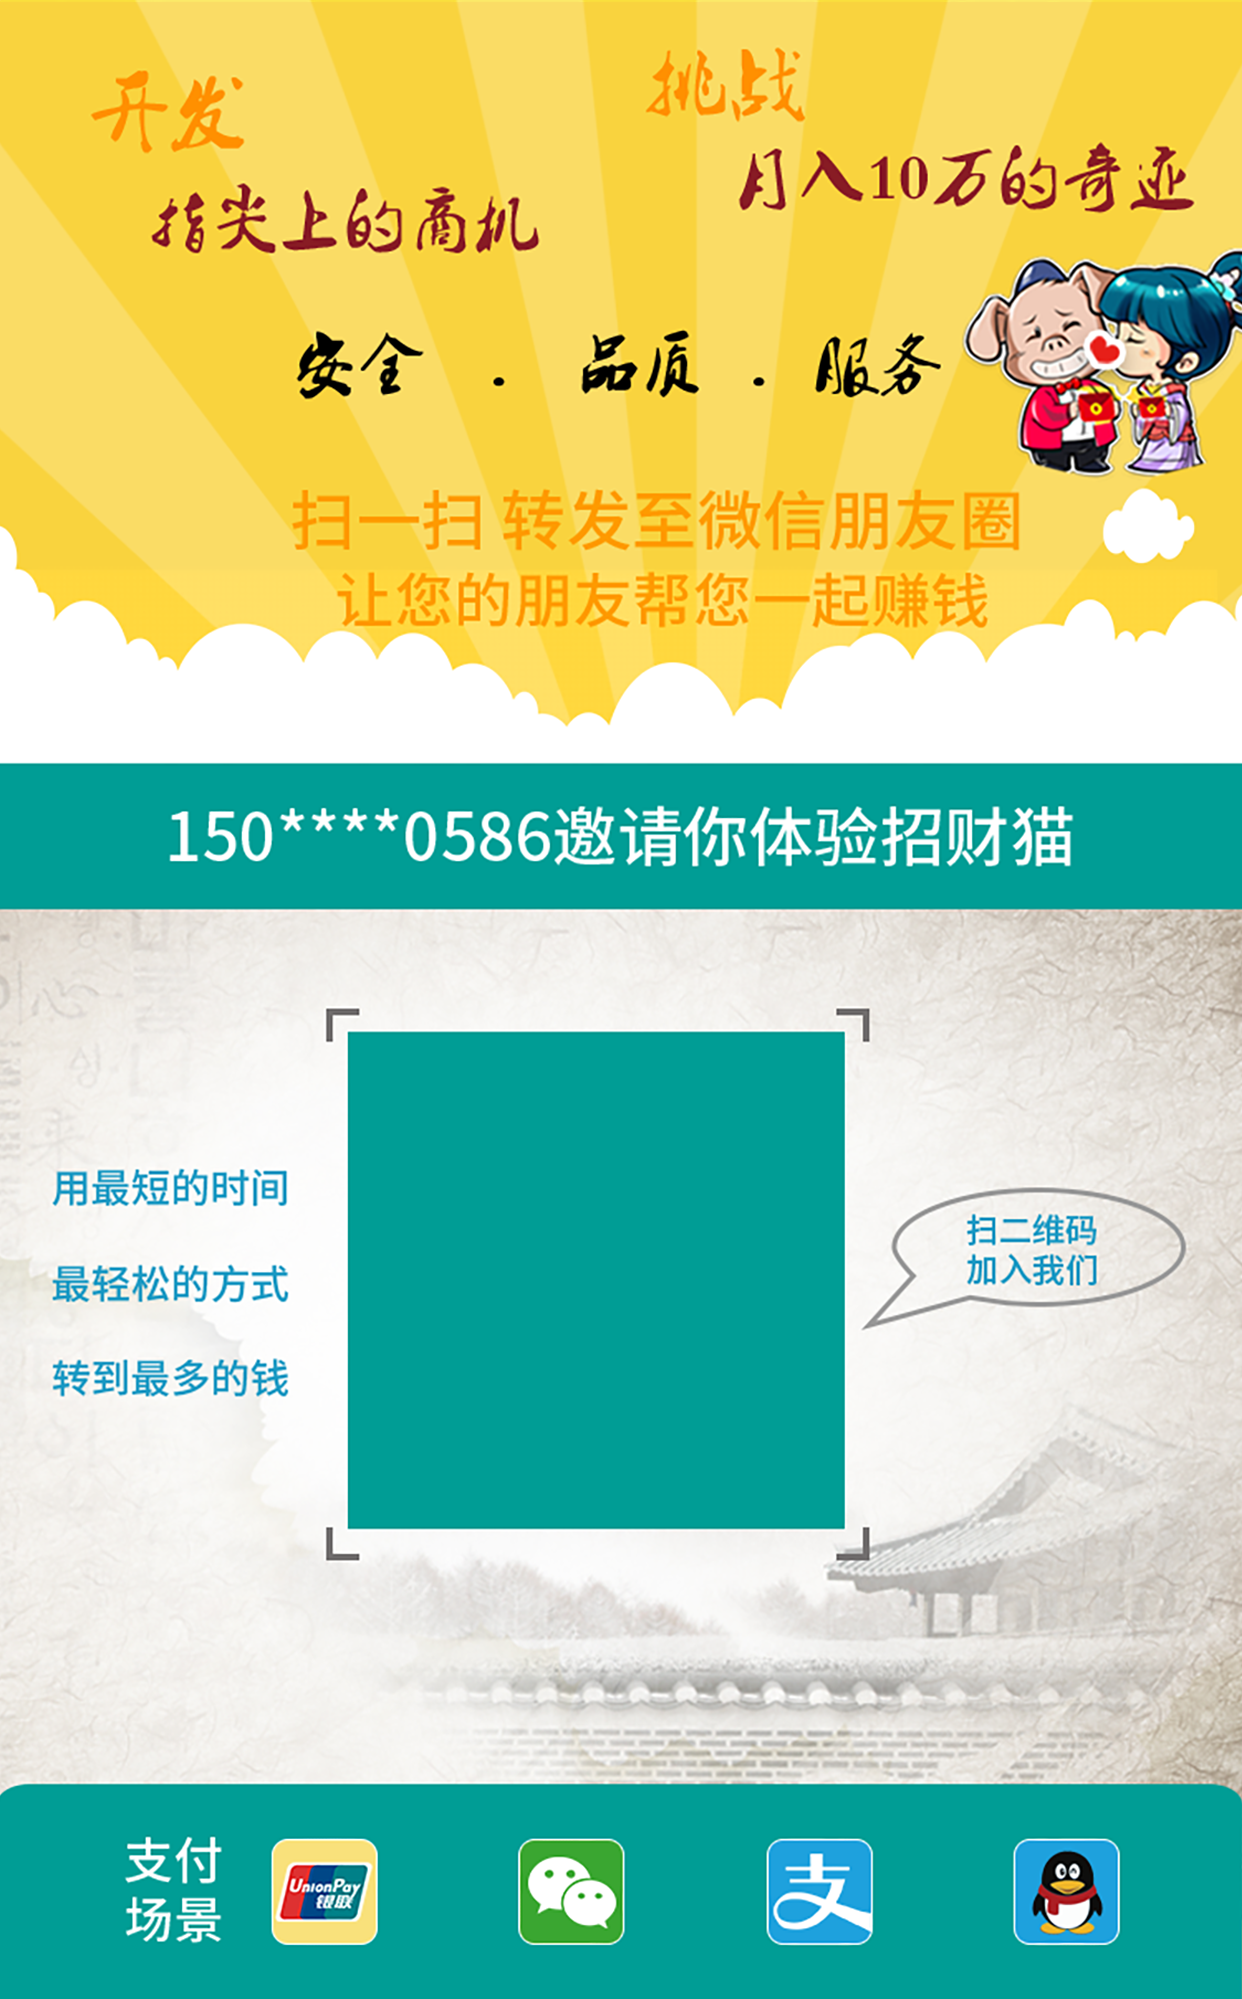 开发
指尖上的商机
挑战
月入10万的奇迹
安全 . 品质 . 服务
扫一扫 转发至微信朋友圈
让您的朋友帮您一起赚钱
150****0586邀请你体验招财猫
用最短的时间
最轻松的方式
转到最多的钱
扫二维码
加入我们
支付
场景
UnionPay
银联
支